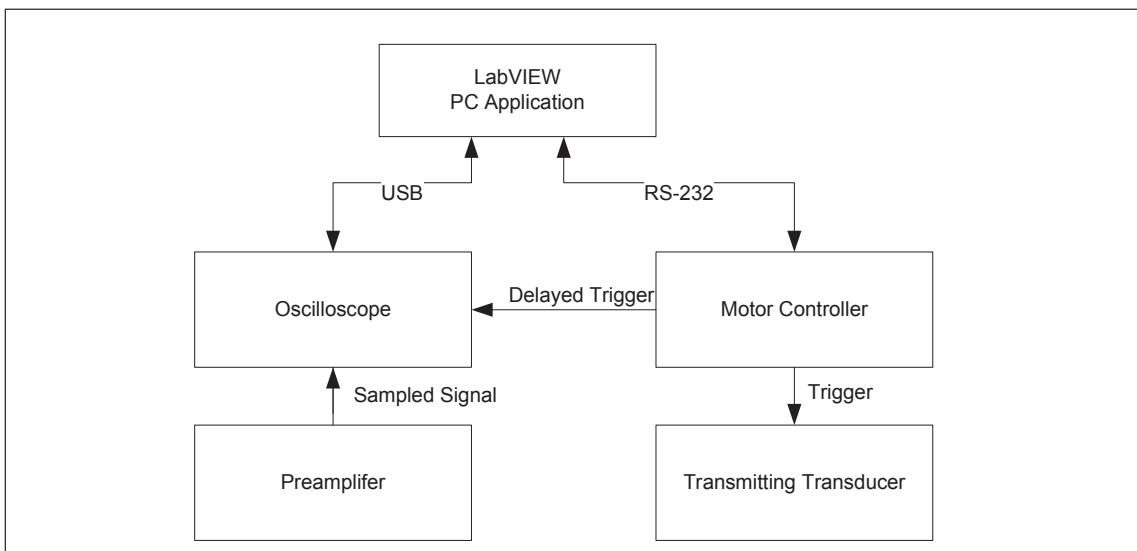 LabVIEW
PC Application
USB
RS-232
Oscilloscope
Delayed Trigger
Motor Controller
Sampled Signal
Trigger
Preamplifer
Transmitting Transducer